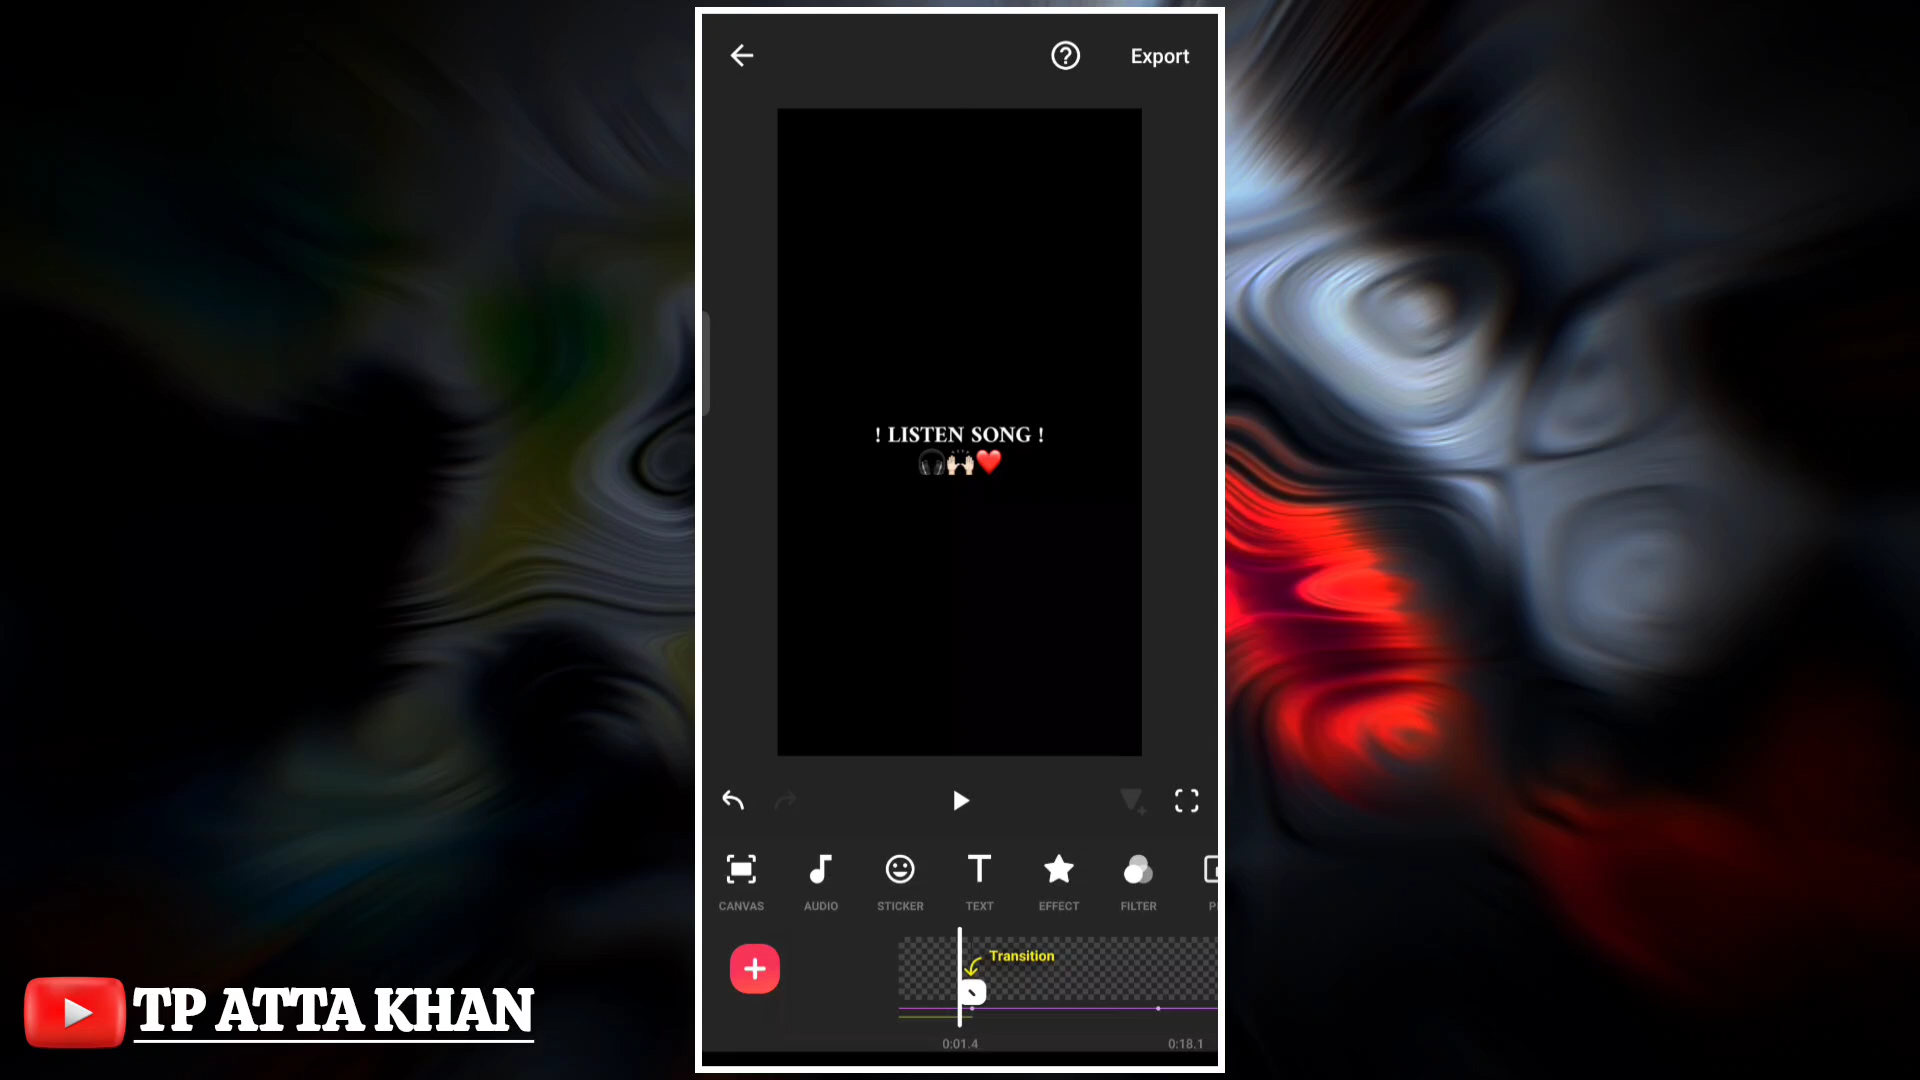 Export
! LISTEN SONG !
🎧🙌🏻❤️
CANVAS
AUDIO
STICKER
TEXT
EFFECT
FILTER
Transition
0:01.4
0:18.1
TP ATTA KHAN